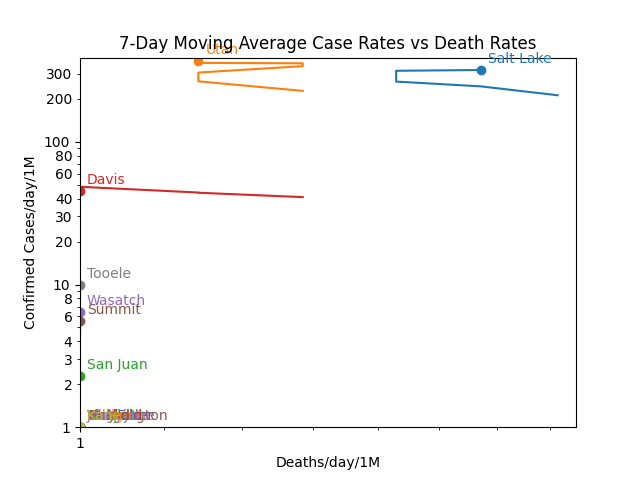 7-Day Moving Average Case Rates vs Death Rates
Utah
Salt Lake
300
200
100
80
60
40
30
20
10
8
6
4
3
2
1
Davis
Tooele
Wasatch
Summit
San Juan
1
Confirmed Cases/day/1M
Deaths/day/1M